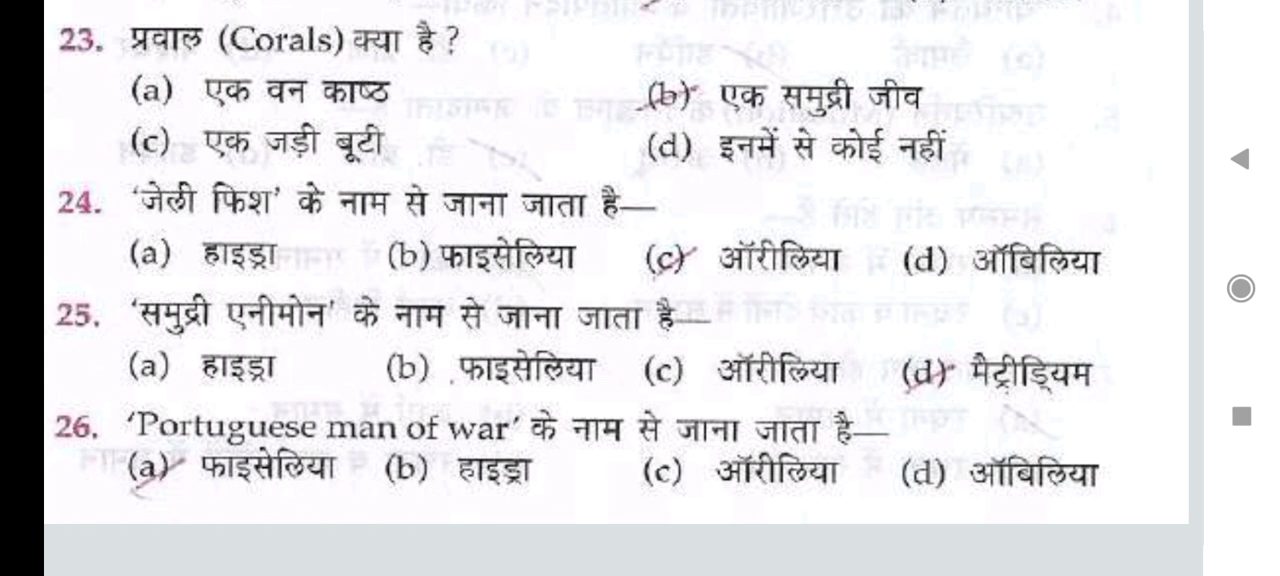 23. प्रवाल (Corals) क्या है ?
(a) एक वन काष्ठ (b) एक समुद्री जीव
(c) एक जड़ी बूटी (d) इनमें से कोई नहीं
24. 'जेली फिश' के नाम से जाना जाता है—
(a) हाइड्रा (b) फाइसेलिया (c) ऑरीलिया (d) ऑबिलिया
25. 'समुद्री एनीमोन' के नाम से जाना जाता है—
(a) हाइड्रा (b) फाइसेलिया (c) ऑरीलिया (d) मैट्रीड्रियम
26. 'Portuguese man of war' के नाम से जाना जाता है—
(a) फाइसेलिया (b) हाइड्रा (c) ऑरीलिया (d) ऑबिलिया